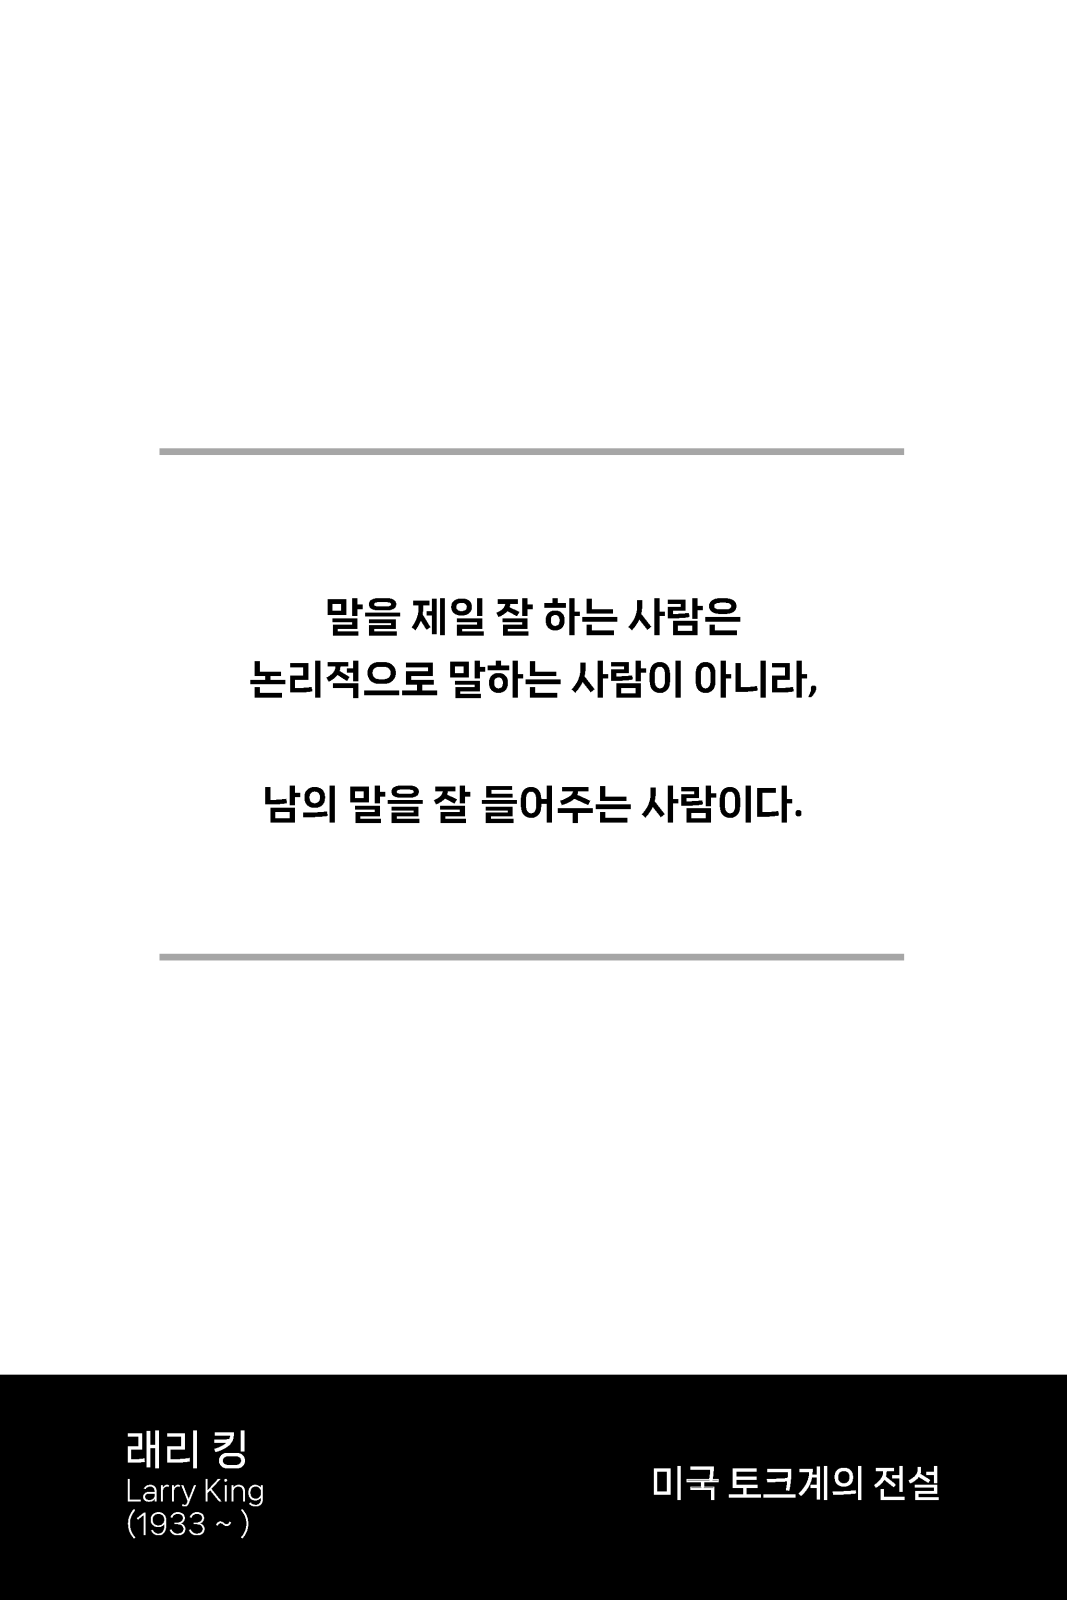 말을 제일 잘 하는 사람은
논리적으로 말하는 사람이 아니라,
남의 말을 잘 들어주는 사람이다.
래리 킹
Larry King
(1933 ~ )
미국 토크계의 전설